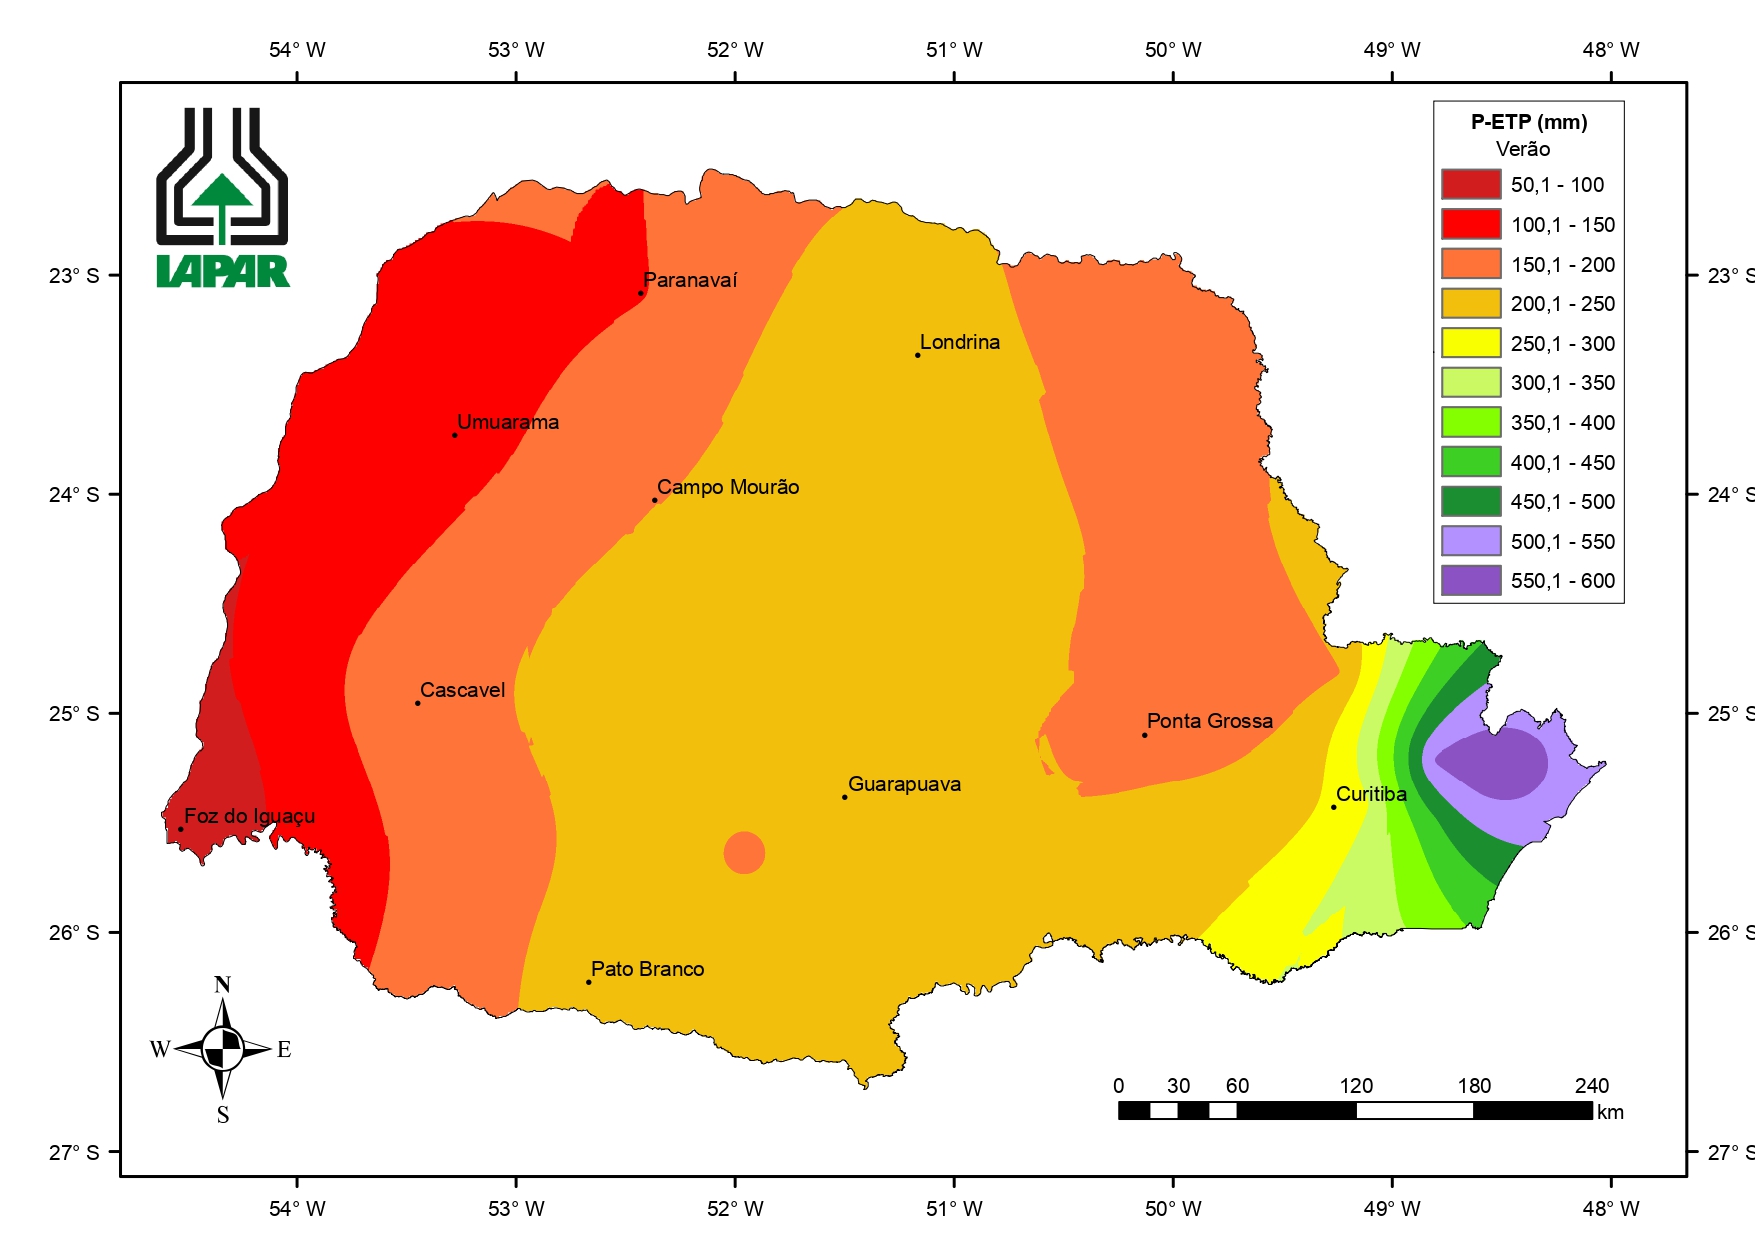 54° W 53° W 52° W 51° W 50° W 49° W 48° W
IAPAR
P-ETP (mm)
Verão
50,1 - 100
100,1 - 150
150,1 - 200
200,1 - 250
250,1 - 300
300,1 - 350
350,1 - 400
400,1 - 450
450,1 - 500
500,1 - 550
550,1 - 600
23° S 23° S
Paranavaí
Londrina
Umuarama
Campo Mourão
24° S 24° S
Cascavel
25° S 25° S
Ponta Grossa
Guarapuava
Curitiba
Foz do Iguaçu
26° S 26° S
Pato Branco
N
W E
S
0 30 60 120 180 240
km
27° S 27° S
54° W 53° W 52° W 51° W 50° W 49° W 48° W